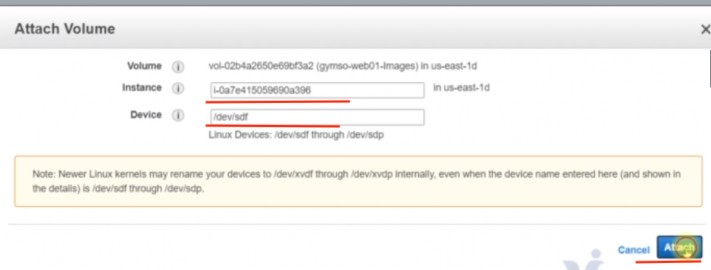 Attach Volume
Volume vol-02b4a2650e69bf3a2 (gymso-web01-Images) in us-east-1d
Instance i-0a7e415059690a396 in us-east-1d
Device /dev/sdf
Linux Devices: /dev/sdf through /dev/sdp
Note: Newer Linux kernels may rename your devices to /dev/xvdf through /dev/xvdp internally, even when the device name entered here (and shown in
the details) is /dev/sdf through /dev/sdp.
Cancel Attach